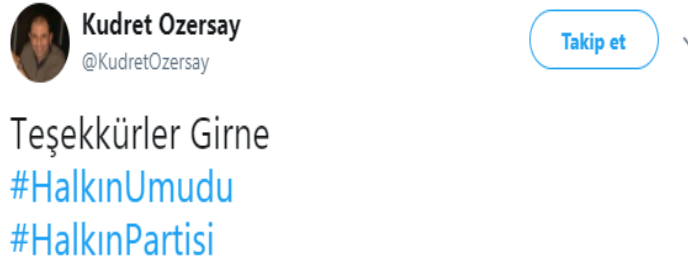 Kudret Ozersay
@KudretOzersay
Takip et
Teşekkürler Girne
#HalkınUmudu
#HalkınPartisi